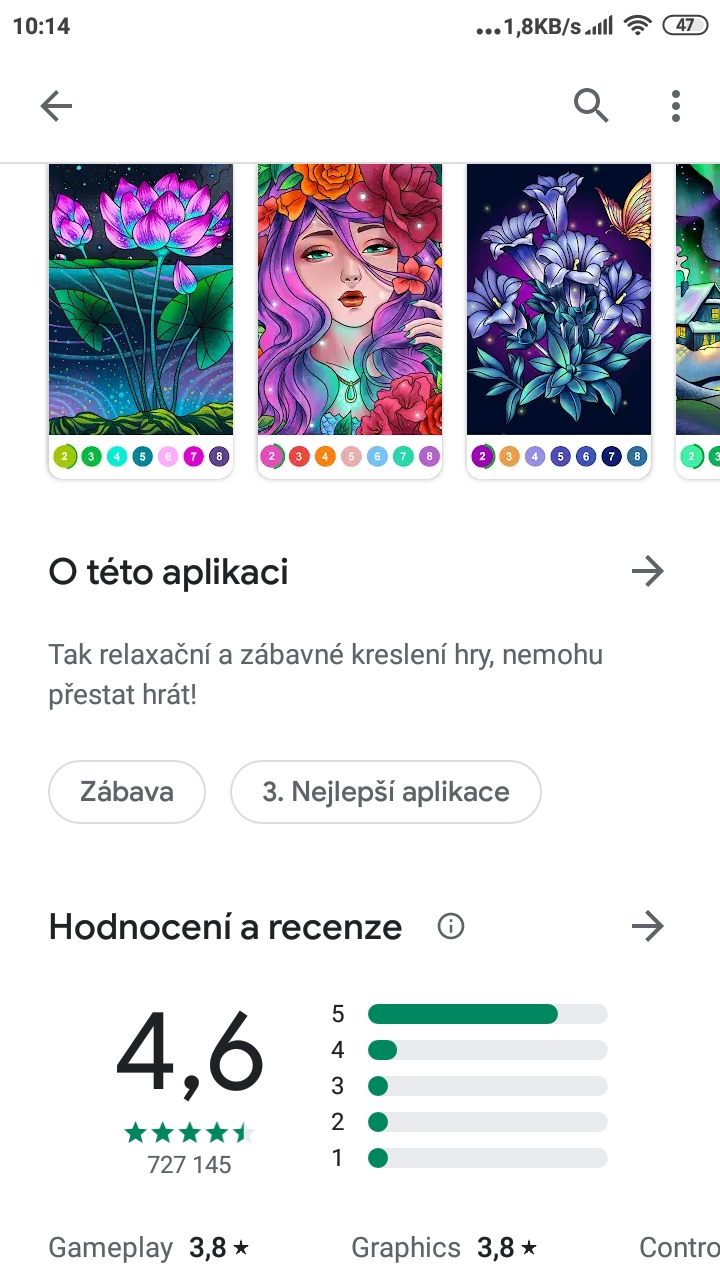 10:14
...1,8KB/s
47
2 3 4 5 6 7 8
2 3 4 5 6 7 8
2 3 4 5 6 7 8
2 3
O této aplikaci
Tak relaxační a zábavné kreslení hry, nemohu
přestat hrát!
Zábava
3. Nejlepší aplikace
Hodnocení a recenze
4,6
727 145
5
4
3
2
1
Gameplay 3,8 ★
Graphics 3,8 ★
Contro